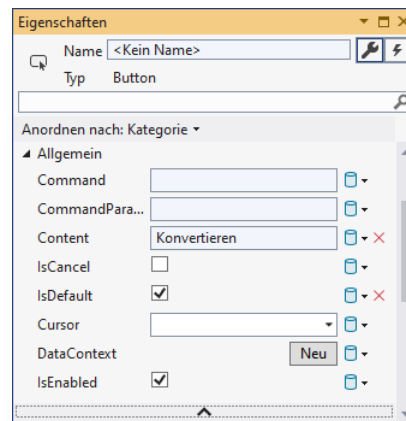 Eigenschaften
Name <Kein Name>
Typ Button
Anordnen nach: Kategorie
Allgemein
Command
CommandPara...
Content Konvertieren
IsCancel
IsDefault
Cursor
DataContext Neu
IsEnabled